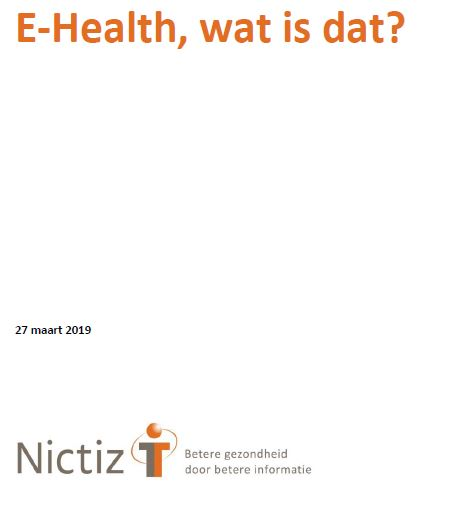 E-Health, wat is dat?
27 maart 2019
Nictiz
Betere gezondheid
door betere informatie